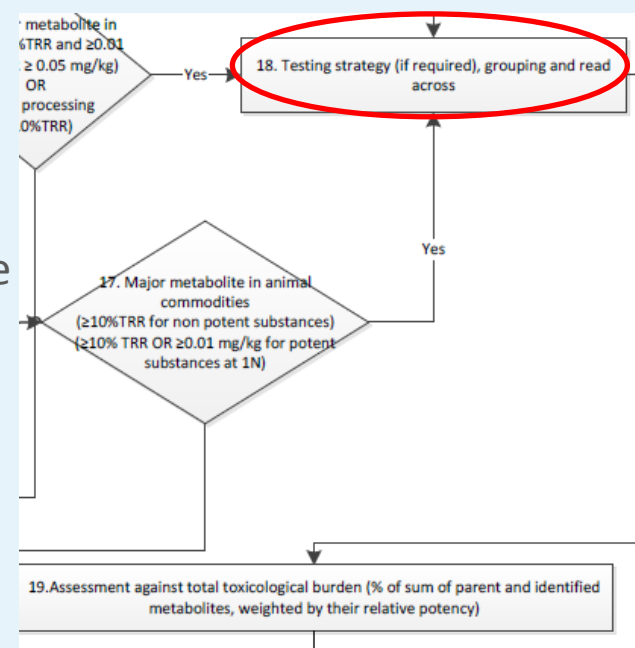 r metabolite in
%TRR and ≥0.01
≥ 0.05 mg/kg)
OR
processing
0%TRR)
Yes
18. Testing strategy (if required), grouping and read
across
Yes
e
17. Major metabolite in animal
commodities
(≥10%TRR for non potent substances)
(≥10% TRR OR ≥0.01 mg/kg for potent
substances at 1N)
19.Assessment against total toxicological burden (% of sum of parent and identified
metabolites, weighted by their relative potency)